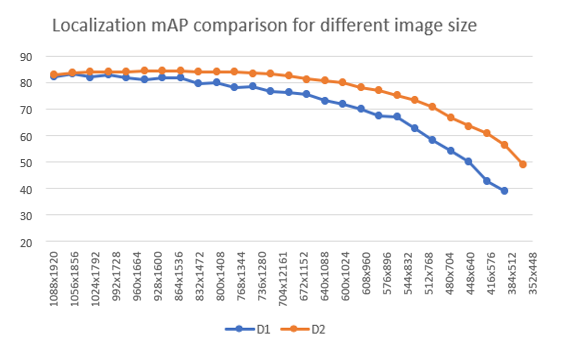 Localization mAP comparison for different image size
90
80
70
60
50
40
30
20
1088x1920
1056x1856
1024x1792
992x1728
960x1664
928x1600
864x1536
832x1472
800x1408
768x1344
736x1280
704x12161
672x1152
640x1088
600x1024
608x960
576x896
544x832
512x768
480x704
448x640
416x576
384x512
352x448
D1
D2